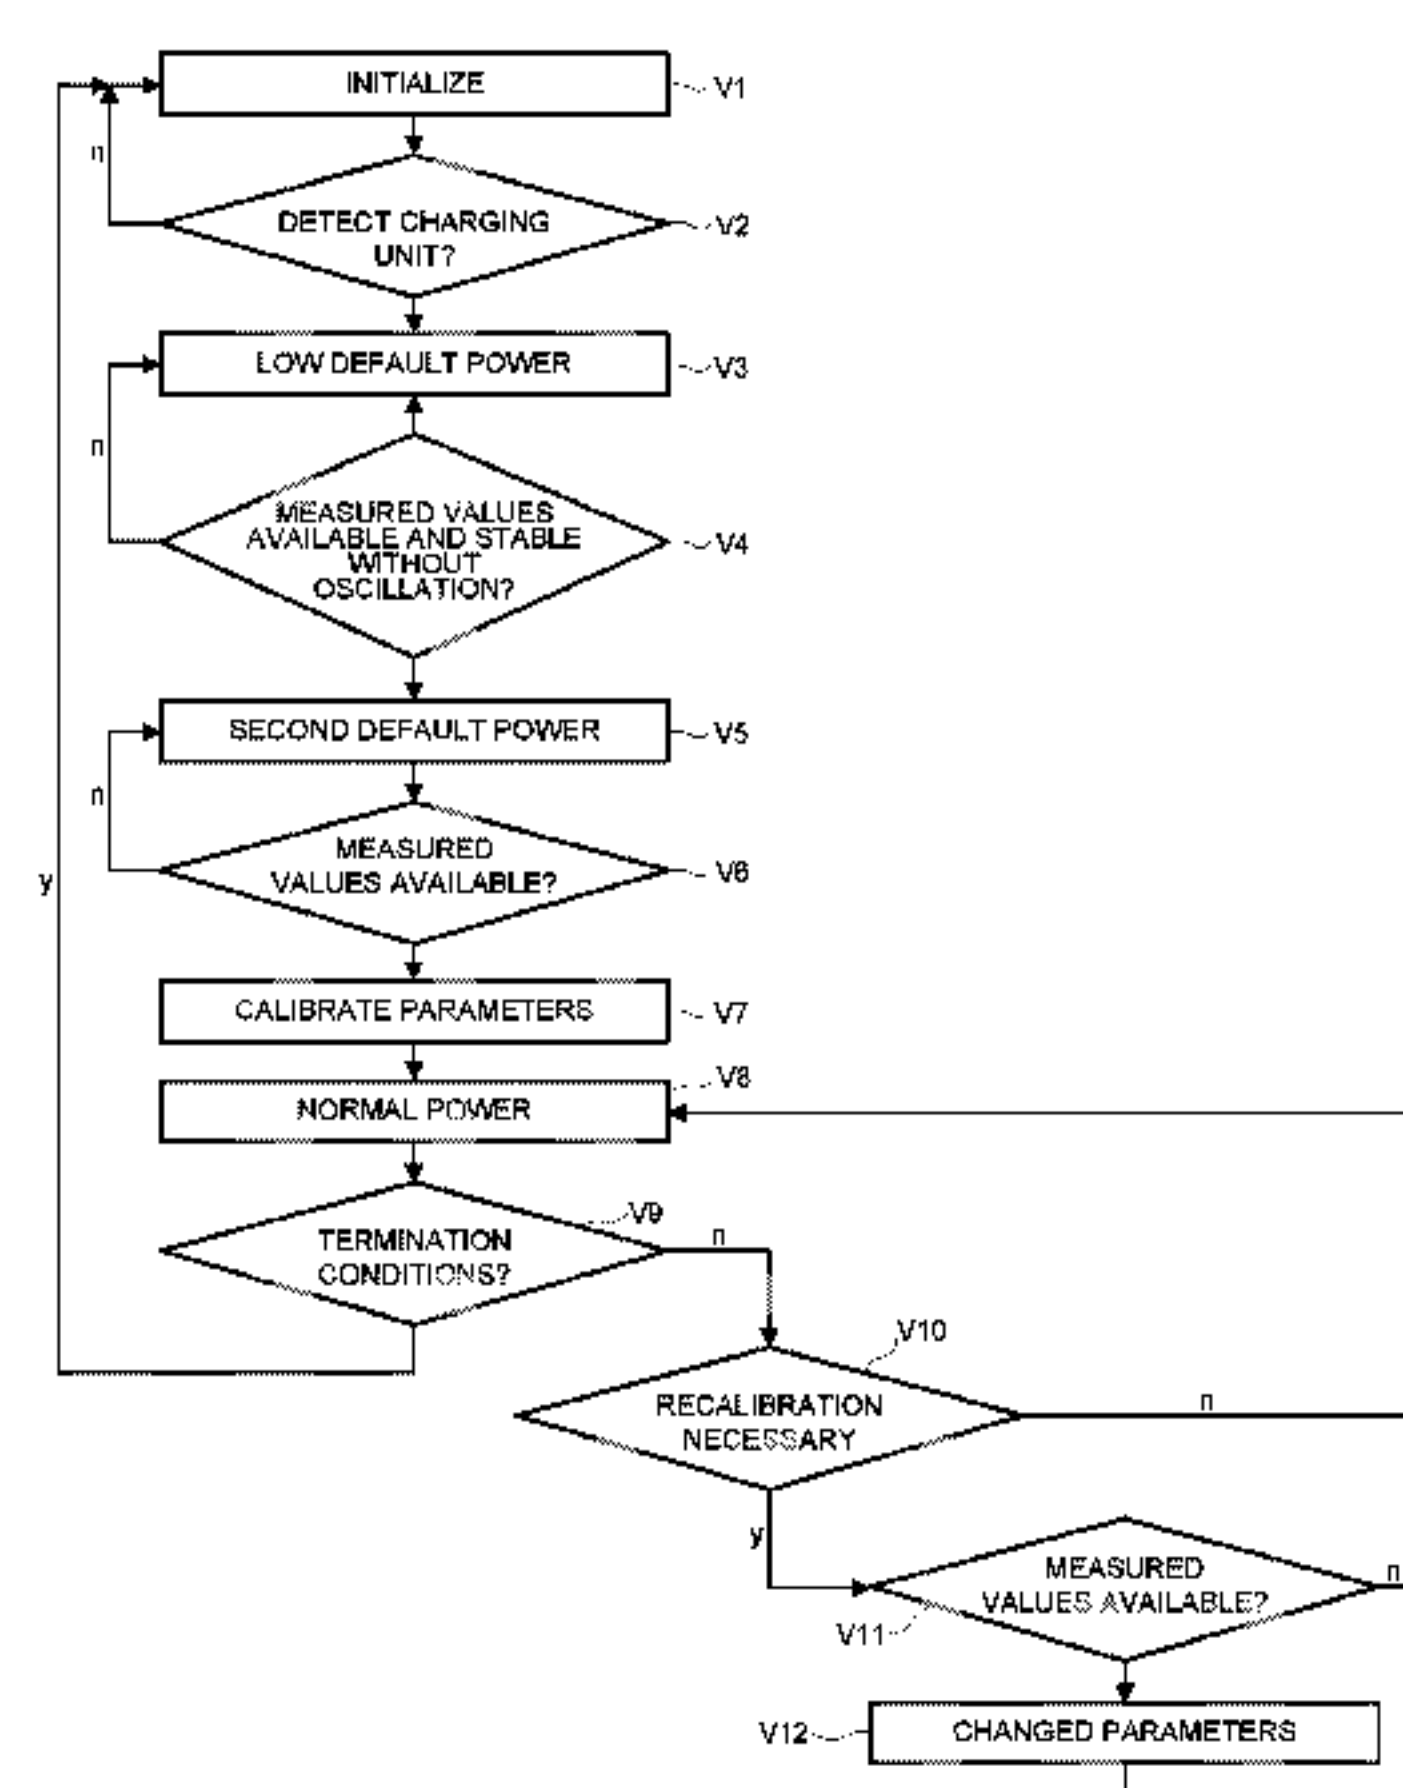 INITIALIZE
V1
n
DETECT CHARGING
UNIT?
V2
LOW DEFAULT POWER
V3
n
MEASURED VALUES
AVAILABLE AND STABLE
WITHOUT
OSCILLATION?
V4
SECOND DEFAULT POWER
V5
n
MEASURED
VALUES AVAILABLE?
V6
y
CALIBRATE PARAMETERS
V7
NORMAL POWER
V8
TERMINATION
CONDITIONS?
V9
n
V10
RECALIBRATION
NECESSARY
n
y
MEASURED
VALUES AVAILABLE?
n
V11
V12
CHANGED PARAMETERS